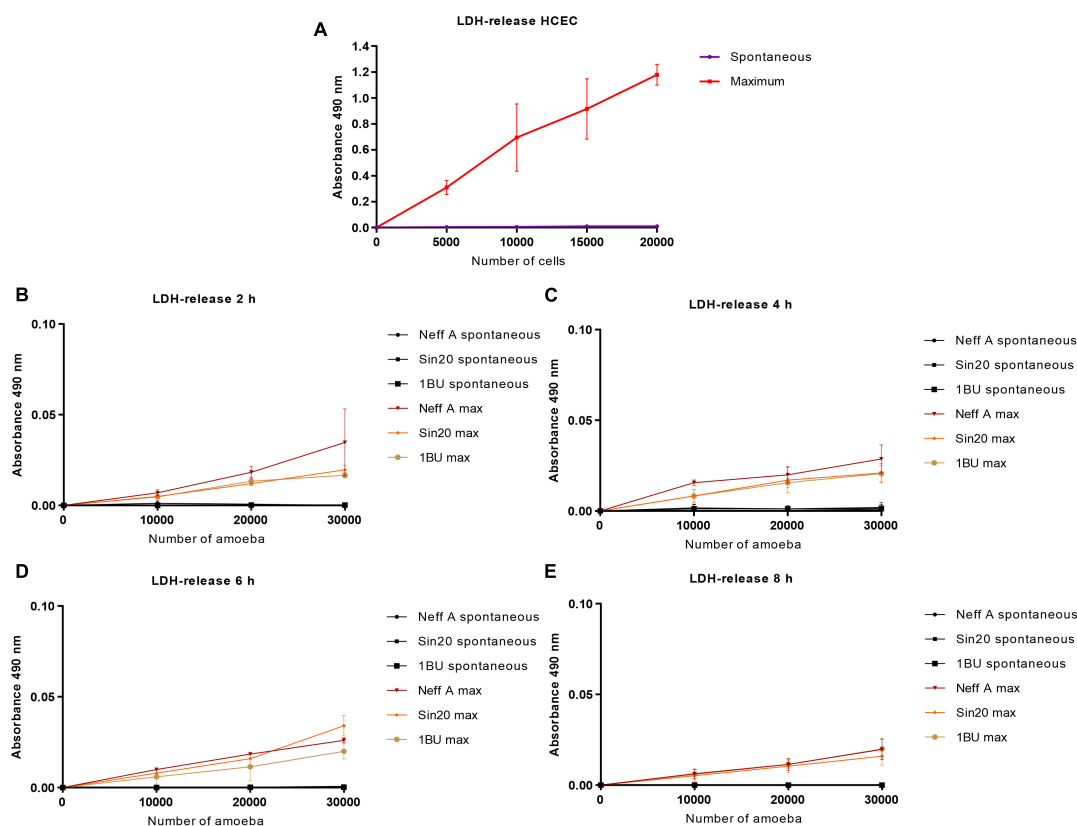 LDH-release HCEC
A
Absorbance 490 nm
1.4
1.2
1.0
0.8
0.6
0.4
0.2
0.0
0 5000 10000 15000 20000
Number of cells
Spontaneous
Maximum
B
LDH-release 2 h
Absorbance 490 nm
0.10
0.05
0.00
0 10000 20000 30000
Number of amoeba
Neff A spontaneous
Sin20 spontaneous
1BU spontaneous
Neff A max
Sin20 max
1BU max
C
LDH-release 4 h
Absorbance 490 nm
0.10
0.05
0.00
0 10000 20000 30000
Number of amoeba
Neff A spontaneous
Sin20 spontaneous
1BU spontaneous
Neff A max
Sin20 max
1BU max
D
LDH-release 6 h
Absorbance 490 nm
0.10
0.05
0.00
0 10000 20000 30000
Number of amoeba
Neff A spontaneous
Sin20 spontaneous
1BU spontaneous
Neff A max
Sin20 max
1BU max
E
LDH-release 8 h
Absorbance 490 nm
0.10
0.05
0.00
0 10000 20000 30000
Number of amoeba
Neff A spontaneous
Sin20 spontaneous
1BU spontaneous
Neff A max
Sin20 max
1BU max